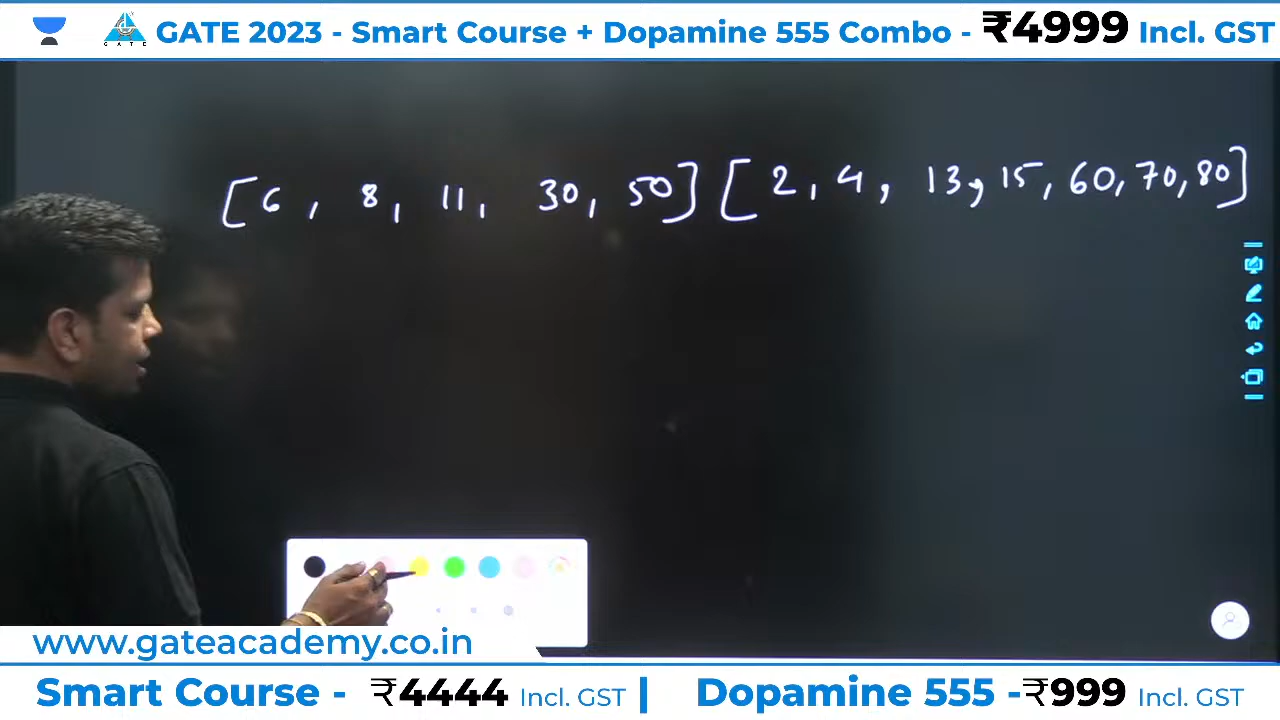 GATE GATE 2023 - Smart Course + Dopamine 555 Combo - ₹4999 Incl. GST
[6, 8, 11, 30, 50] [2, 4, 13, 15, 60, 70, 80]
www.gateacademy.co.in
Smart Course - ₹4444 Incl. GST | Dopamine 555 -₹999 Incl. GST